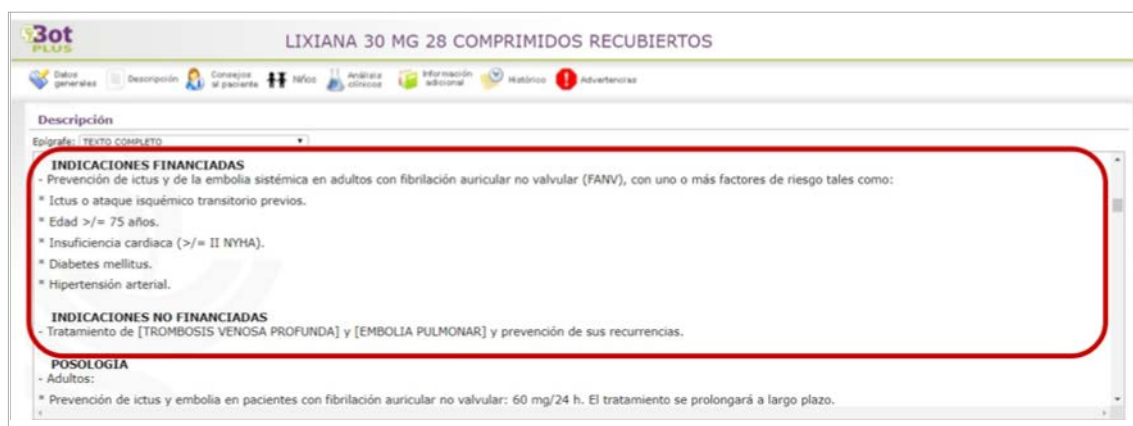 Bot
PLUS
LIXIANA 30 MG 28 COMPRIMIDOS RECUBIERTOS
Datos generales
Descripción
Consejos al paciente
Niños
Análisis clínicos
Información adicional
Histórico
Advertencias
Descripción
Epígrafe: TEXTO COMPLETO
INDICACIONES FINANCIADAS
- Prevención de ictus y de la embolia sistémica en adultos con fibrilación auricular no valvular (FANV), con uno o más factores de riesgo tales como:
* Ictus o ataque isquémico transitorio previos.
* Edad >/= 75 años.
* Insuficiencia cardiaca (>/= II NYHA).
* Diabetes mellitus.
* Hipertensión arterial.
INDICACIONES NO FINANCIADAS
- Tratamiento de [TROMBOSIS VENOSA PROFUNDA] y [EMBOLIA PULMONAR] y prevención de sus recurrencias.
POSOLOGÍA
- Adultos:
* Prevención de ictus y embolia en pacientes con fibrilación auricular no valvular: 60 mg/24 h. El tratamiento se prolongará a largo plazo.